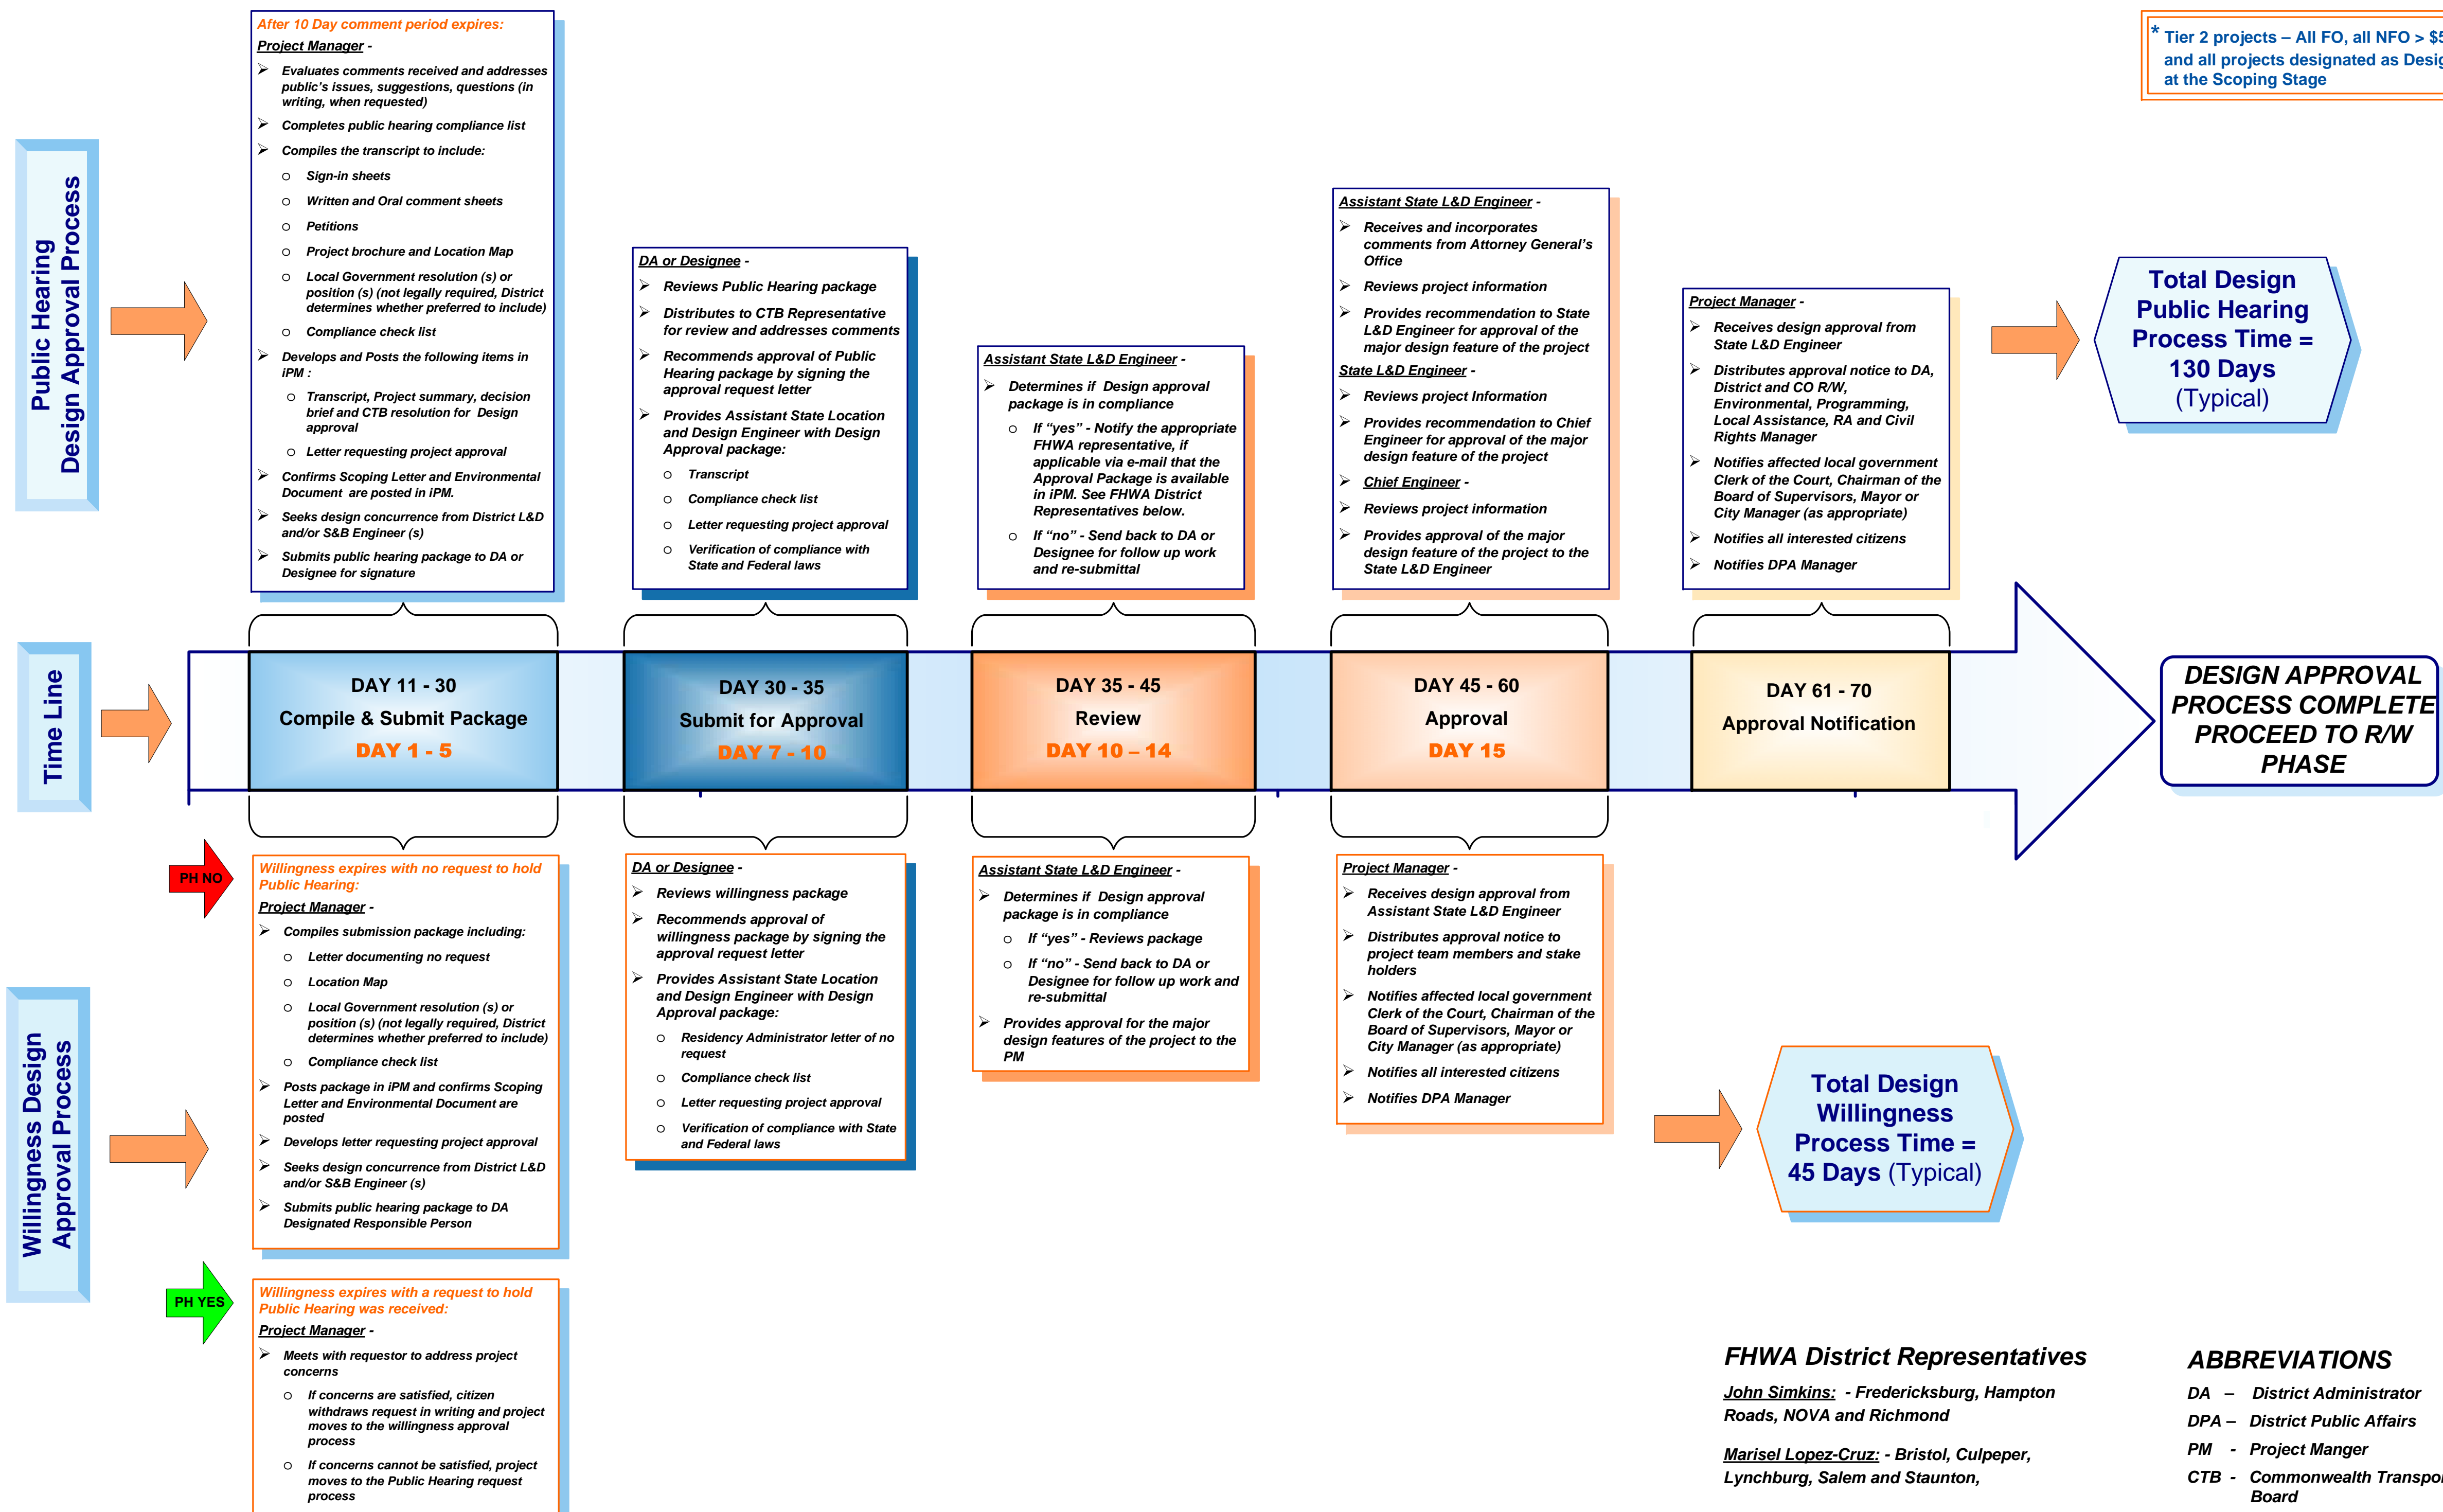 * Tier 2 projects – All FO, all NFO > $5
and all projects designated as Desig
at the Scoping Stage
Public Hearing
Design Approval Process
After 10 Day comment period expires:
Project Manager -
➢ Evaluates comments received and addresses
public's issues, suggestions, questions (in
writing, when requested)
➢ Completes public hearing compliance list
➢ Compiles the transcript to include:
o Sign-in sheets
o Written and Oral comment sheets
o Petitions
o Project brochure and Location Map
o Local Government resolution (s) or
position (s) (not legally required, District
determines whether preferred to include)
o Compliance check list
➢ Develops and Posts the following items in
iPM :
o Transcript, Project summary, decision
brief and CTB resolution for Design
approval
o Letter requesting project approval
➢ Confirms Scoping Letter and Environmental
Document are posted in iPM.
➢ Seeks design concurrence from District L&D
and/or S&B Engineer (s)
➢ Submits public hearing package to DA or
Designee for signature
DA or Designee -
➢ Reviews Public Hearing package
➢ Distributes to CTB Representative
for review and addresses comments
➢ Recommends approval of Public
Hearing package by signing the
approval request letter
➢ Provides Assistant State Location
and Design Engineer with Design
Approval package:
o Transcript
o Compliance check list
o Letter requesting project approval
o Verification of compliance with
State and Federal laws
Assistant State L&D Engineer -
➢ Determines if Design approval
package is in compliance
o If “yes” - Notify the appropriate
FHWA representative, if
applicable via e-mail that the
Approval Package is available
in iPM. See FHWA District
Representatives below.
o If “no” - Send back to DA or
Designee for follow up work
and re-submittal
Assistant State L&D Engineer -
➢ Receives and incorporates
comments from Attorney General's
Office
➢ Reviews project information
➢ Provides recommendation to State
L&D Engineer for approval of the
major design feature of the project
State L&D Engineer -
➢ Reviews project Information
➢ Provides recommendation to Chief
Engineer for approval of the major
design feature of the project
➢ Chief Engineer -
➢ Reviews project information
➢ Provides approval of the major
design feature of the project to the
State L&D Engineer
Project Manager -
➢ Receives design approval from
State L&D Engineer
➢ Distributes approval notice to DA,
District and CO R/W,
Environmental, Programming,
Local Assistance, RA and Civil
Rights Manager
➢ Notifies affected local government
Clerk of the Court, Chairman of the
Board of Supervisors, Mayor or
City Manager (as appropriate)
➢ Notifies all interested citizens
➢ Notifies DPA Manager
Total Design
Public Hearing
Process Time =
130 Days
(Typical)
Time Line
DAY 11 - 30
Compile & Submit Package
DAY 1 - 5
DAY 30 - 35
Submit for Approval
DAY 7 - 10
DAY 35 - 45
Review
DAY 10 – 14
DAY 45 - 60
Approval
DAY 15
DAY 61 - 70
Approval Notification
DESIGN APPROVAL
PROCESS COMPLETE
PROCEED TO R/W
PHASE
Willingness Design
Approval Process
PH NO
Willingness expires with no request to hold
Public Hearing:
Project Manager -
➢ Compiles submission package including:
o Letter documenting no request
o Location Map
o Local Government resolution (s) or
position (s) (not legally required, District
determines whether preferred to include)
o Compliance check list
➢ Posts package in iPM and confirms Scoping
Letter and Environmental Document are
posted
➢ Develops letter requesting project approval
➢ Seeks design concurrence from District L&D
and/or S&B Engineer (s)
➢ Submits public hearing package to DA
Designated Responsible Person
DA or Designee -
➢ Reviews willingness package
➢ Recommends approval of
willingness package by signing the
approval request letter
➢ Provides Assistant State Location
and Design Engineer with Design
Approval package:
o Residency Administrator letter of no
request
o Compliance check list
o Letter requesting project approval
o Verification of compliance with State
and Federal laws
Assistant State L&D Engineer -
➢ Determines if Design approval
package is in compliance
o If “yes” - Reviews package
o If “no” - Send back to DA or
Designee for follow up work and
re-submittal
➢ Provides approval for the major
design features of the project to the
PM
Project Manager -
➢ Receives design approval from
Assistant State L&D Engineer
➢ Distributes approval notice to
project team members and stake
holders
➢ Notifies affected local government
Clerk of the Court, Chairman of the
Board of Supervisors, Mayor or
City Manager (as appropriate)
➢ Notifies all interested citizens
➢ Notifies DPA Manager
Total Design
Willingness
Process Time =
45 Days (Typical)
PH YES
Willingness expires with a request to hold
Public Hearing was received:
Project Manager -
➢ Meets with requestor to address project
concerns
o If concerns are satisfied, citizen
withdraws request in writing and project
moves to the willingness approval
process
o If concerns cannot be satisfied, project
moves to the Public Hearing request
process
FHWA District Representatives
John Simkins: - Fredericksburg, Hampton
Roads, NOVA and Richmond
Marisel Lopez-Cruz: - Bristol, Culpeper,
Lynchburg, Salem and Staunton,
ABBREVIATIONS
DA – District Administrator
DPA – District Public Affairs
PM - Project Manger
CTB - Commonwealth Transpo
Board